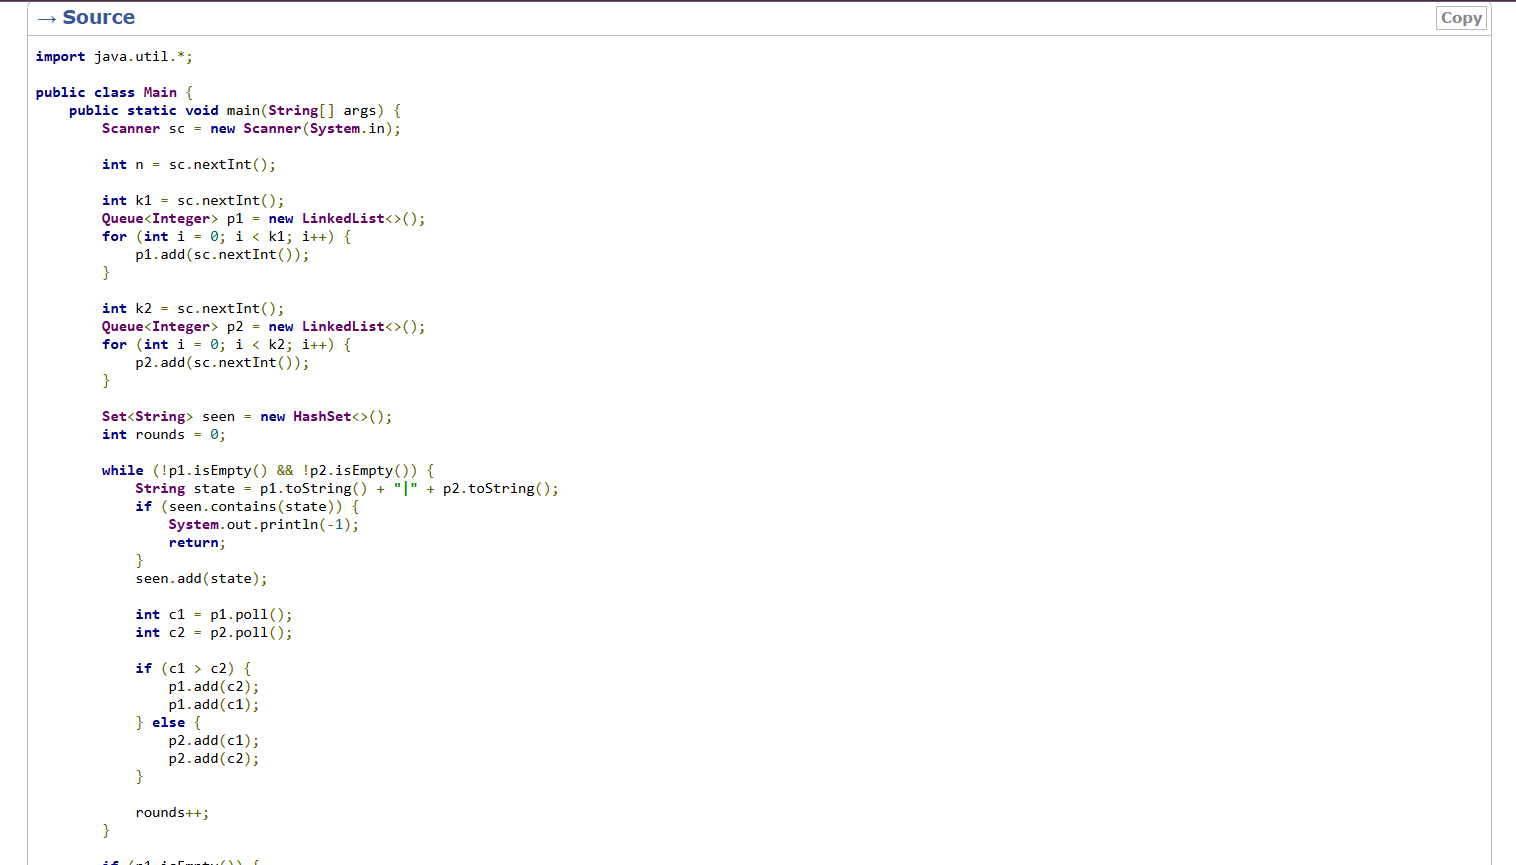 → Source
Copy
import java.util.*;
public class Main {
public static void main(String[] args) {
Scanner sc = new Scanner(System.in);
int n = sc.nextInt();
int k1 = sc.nextInt();
Queue<Integer> p1 = new LinkedList<>();
for (int i = 0; i < k1; i++) {
p1.add(sc.nextInt());
}
int k2 = sc.nextInt();
Queue<Integer> p2 = new LinkedList<>();
for (int i = 0; i < k2; i++) {
p2.add(sc.nextInt());
}
Set<String> seen = new HashSet<>();
int rounds = 0;
while (!p1.isEmpty() && !p2.isEmpty()) {
String state = p1.toString() + "|" + p2.toString();
if (seen.contains(state)) {
System.out.println(-1);
return;
}
seen.add(state);
int c1 = p1.poll();
int c2 = p2.poll();
if (c1 > c2) {
p1.add(c2);
p1.add(c1);
} else {
p2.add(c1);
p2.add(c2);
}
rounds++;
}
if (p1.isEmpty()) {